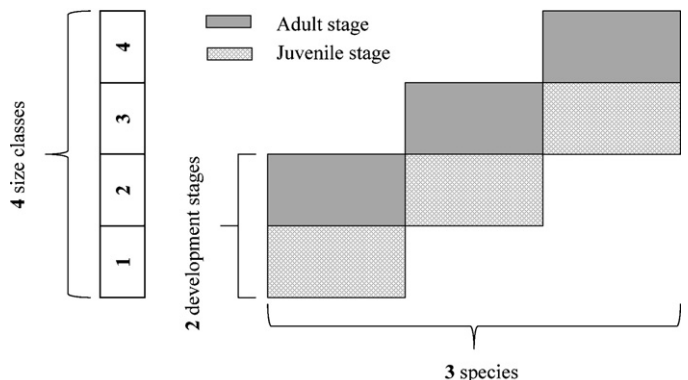 Adult stage
Juvenile stage
4 size classes
4
3
2
1
2 development stages
3 species